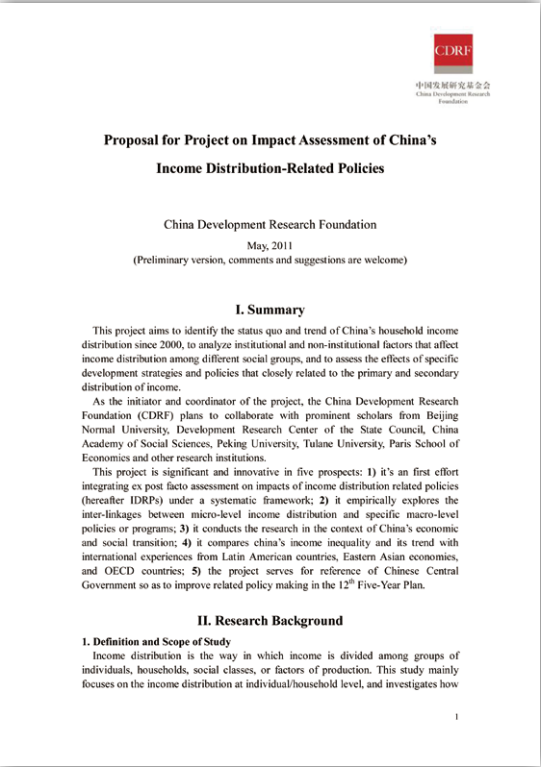 CDRF
中国发展研究基金会
China Development Research
Foundation
Proposal for Project on Impact Assessment of China's
Income Distribution-Related Policies
China Development Research Foundation
May, 2011
(Preliminary version, comments and suggestions are welcome)
I. Summary
This project aims to identify the status quo and trend of China's household income
distribution since 2000, to analyze institutional and non-institutional factors that affect
income distribution among different social groups, and to assess the effects of specific
development strategies and policies that closely related to the primary and secondary
distribution of income.
As the initiator and coordinator of the project, the China Development Research
Foundation (CDRF) plans to collaborate with prominent scholars from Beijing
Normal University, Development Research Center of the State Council, China
Academy of Social Sciences, Peking University, Tulane University, Paris School of
Economics and other research institutions.
This project is significant and innovative in five prospects: 1) it's an first effort
integrating ex post facto assessment on impacts of income distribution related policies
(hereafter IDRPs) under a systematic framework; 2) it empirically explores the
inter-linkages between micro-level income distribution and specific macro-level
policies or programs; 3) it conducts the research in the context of China's economic
and social transition; 4) it compares china's income inequality and its trend with
international experiences from Latin American countries, Eastern Asian economies,
and OECD countries; 5) the project serves for reference of Chinese Central
Government so as to improve related policy making in the 12th Five-Year Plan.
II. Research Background
1. Definition and Scope of Study
Income distribution is the way in which income is divided among groups of
individuals, households, social classes, or factors of production. This study mainly
focuses on the income distribution at individual/household level, and investigates how
1